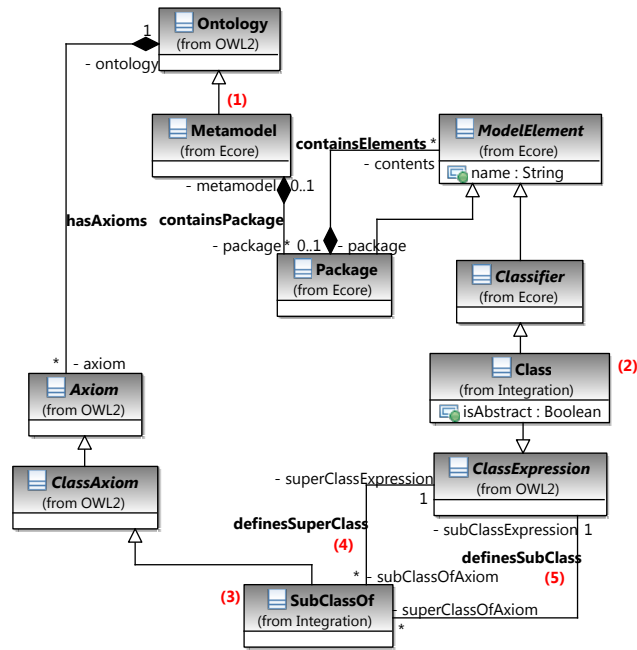 Ontology
(from OWL2)
1
- ontology
(1)
Metamodel
(from Ecore)
containsElements *
- contents
ModelElement
(from Ecore)
name : String
- metamodel 0..1
hasAxioms
containsPackage
- package * 0..1 - package
Package
(from Ecore)
Classifier
(from Ecore)
* - axiom
Axiom
(from OWL2)
Class
(from Integration)
isAbstract : Boolean
(2)
ClassAxiom
(from OWL2)
- superClassExpression
1
ClassExpression
(from OWL2)
definesSuperClass
(4)
- subClassExpression 1
definesSubClass
(5)
* - subClassOfAxiom
(3)
SubClassOf
(from Integration)
- superClassOfAxiom
*